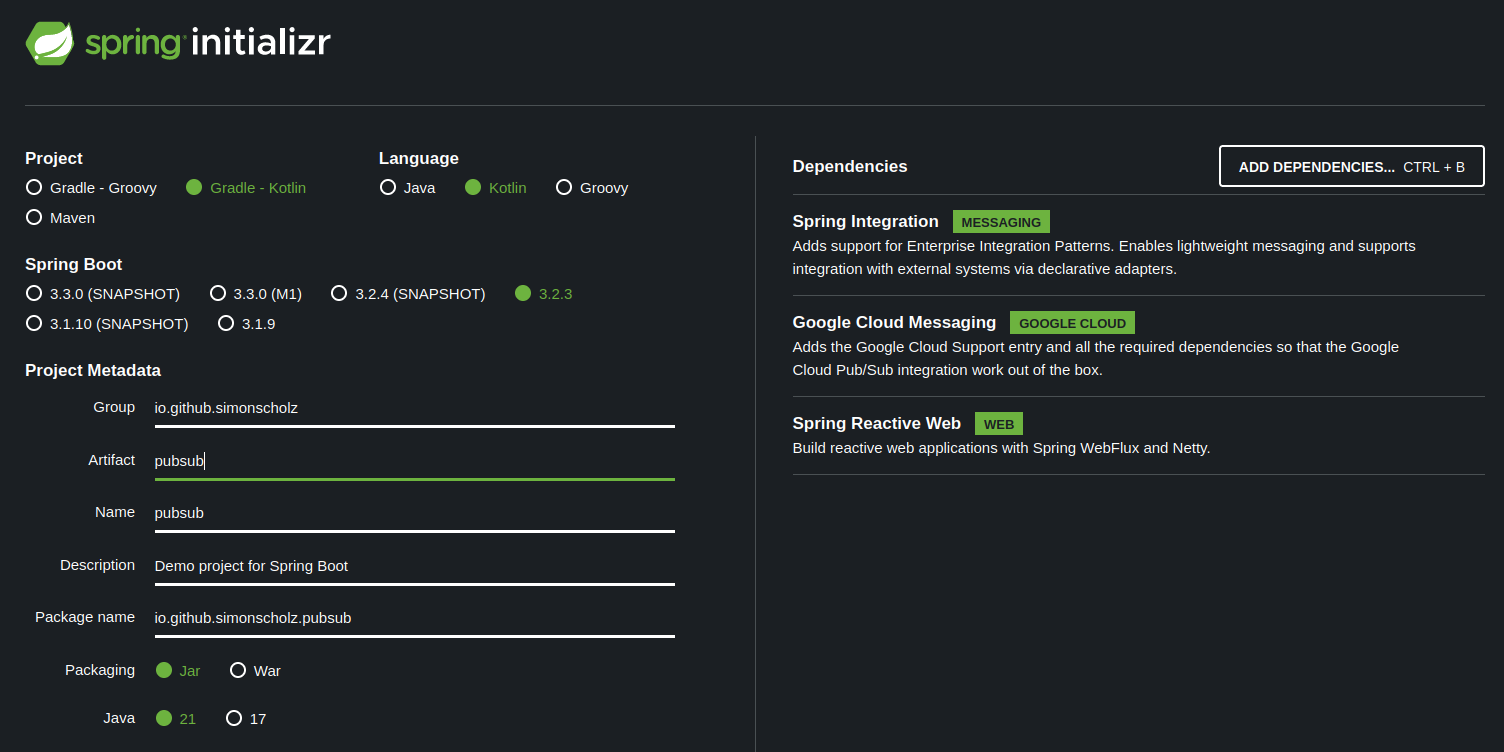 spring initializr
Project
Gradle - Groovy Gradle - Kotlin
Maven
Language
Java Kotlin Groovy
Spring Boot
3.3.0 (SNAPSHOT) 3.3.0 (M1) 3.2.4 (SNAPSHOT) 3.2.3
3.1.10 (SNAPSHOT) 3.1.9
Project Metadata
Group io.github.simonscholz
Artifact pubsub
Name pubsub
Description Demo project for Spring Boot
Package name io.github.simonscholz.pubsub
Packaging Jar War
Java 21 17
Dependencies ADD DEPENDENCIES... CTRL + B
Spring Integration MESSAGING
Adds support for Enterprise Integration Patterns. Enables lightweight messaging and supports
integration with external systems via declarative adapters.
Google Cloud Messaging GOOGLE CLOUD
Adds the Google Cloud Support entry and all the required dependencies so that the Google
Cloud Pub/Sub integration work out of the box.
Spring Reactive Web WEB
Build reactive web applications with Spring WebFlux and Netty.